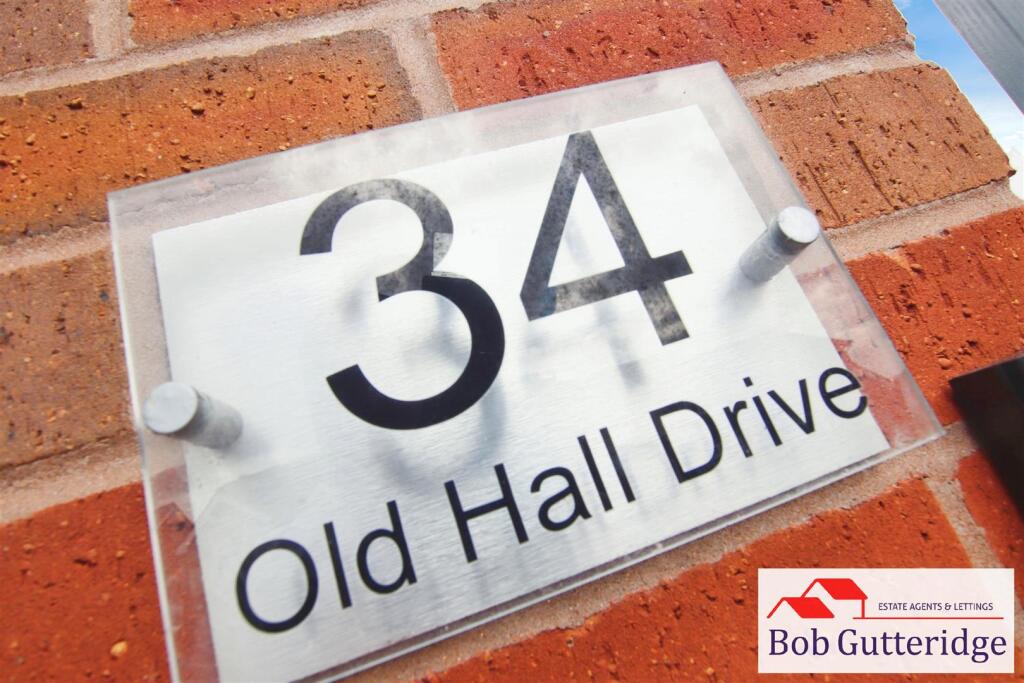 34
Old Hall Drive
ESTATE AGENTS & LETTINGS
Bob Gutteridge